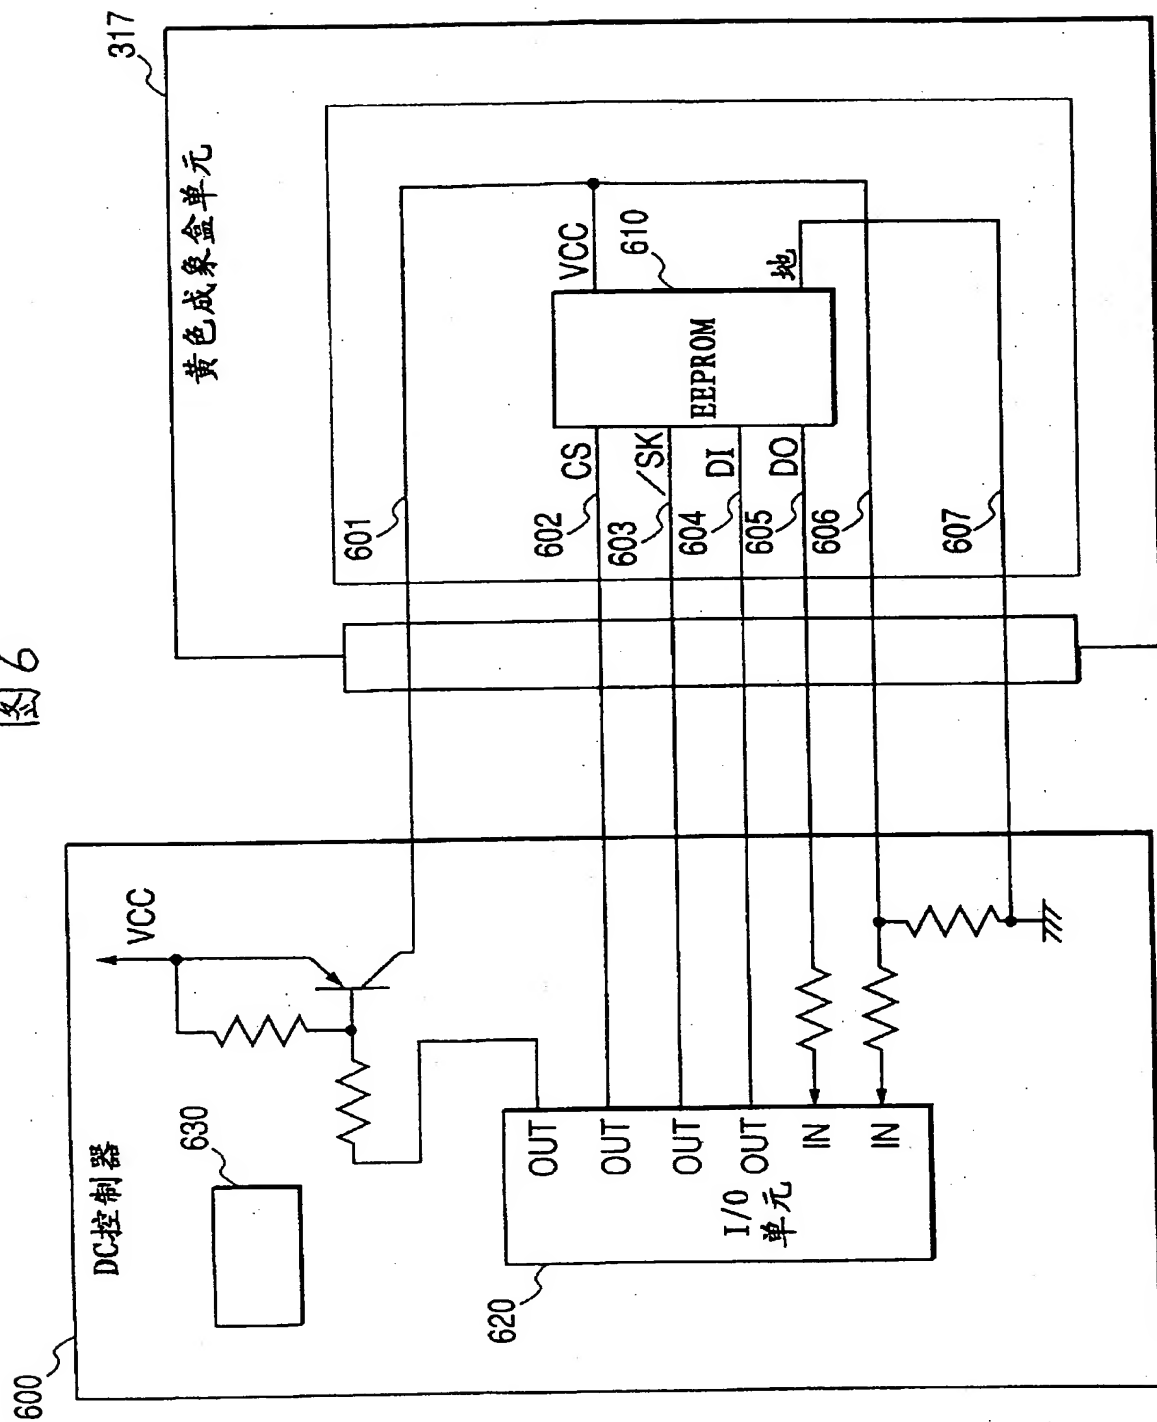 图6
600
DC控制器
630
VCC
620
I/O
单元
OUT
OUT
OUT
OUT
IN
IN
317
黄色成象盒单元
601
602
603
604
605
606
607
CS
/SK
DI
DO
EEPROM
VCC
610
地